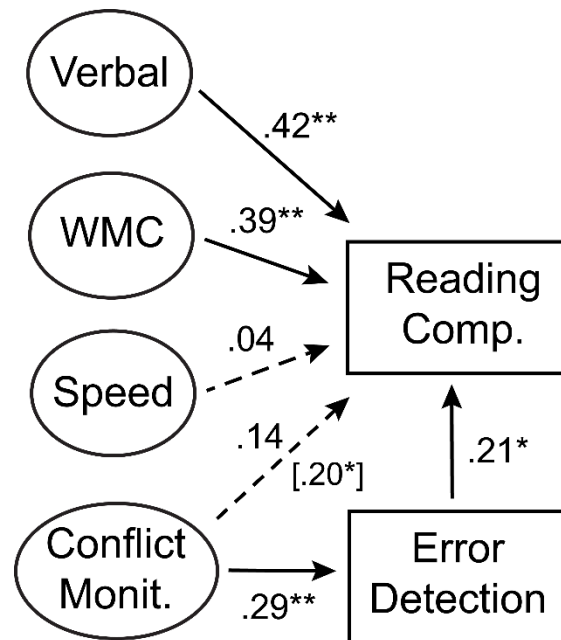 Verbal
.42**
WMC
.39**
Reading
Comp.
.04
Speed
.14
[.20*]
.21*
Conflict
Monit.
.29**
Error
Detection